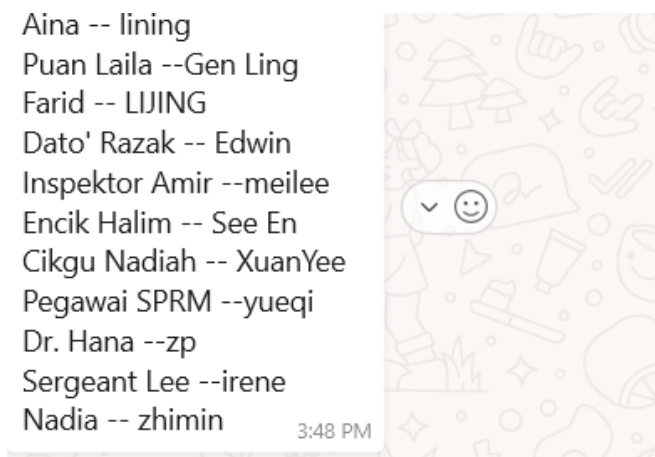 Aina -- lining
Puan Laila --Gen Ling
Farid -- LIJING
Dato' Razak -- Edwin
Inspektor Amir --meilee
Encik Halim -- See En
Cikgu Nadiah -- XuanYee
Pegawai SPRM --yueqi
Dr. Hana --zp
Sergeant Lee --irene
Nadia -- zhimin
3:48 PM